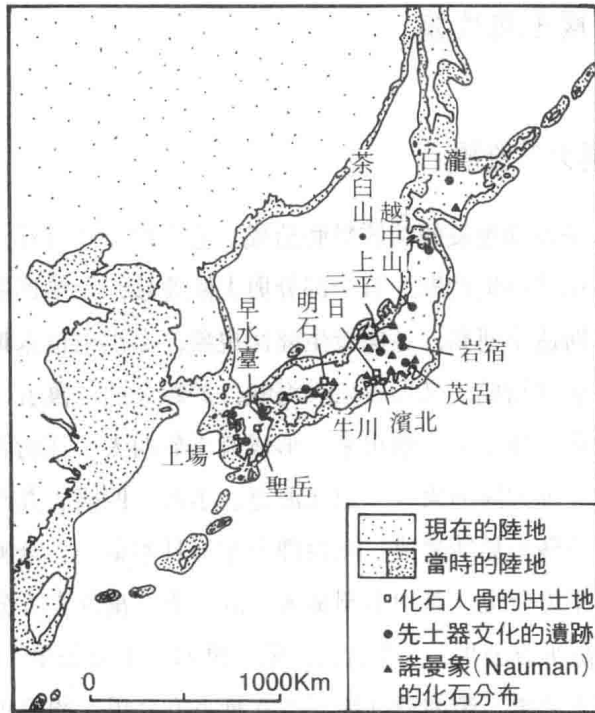 白瀧
茶臼山・上平
越中山
早水臺
明石
三日
岩宿
茂呂
濱北
牛川
上場
聖岳
現在的陸地
當時的陸地
化石人骨的出土地
先土器文化的遺跡
諾曼象(Nauman)
的化石分布
0 1000Km